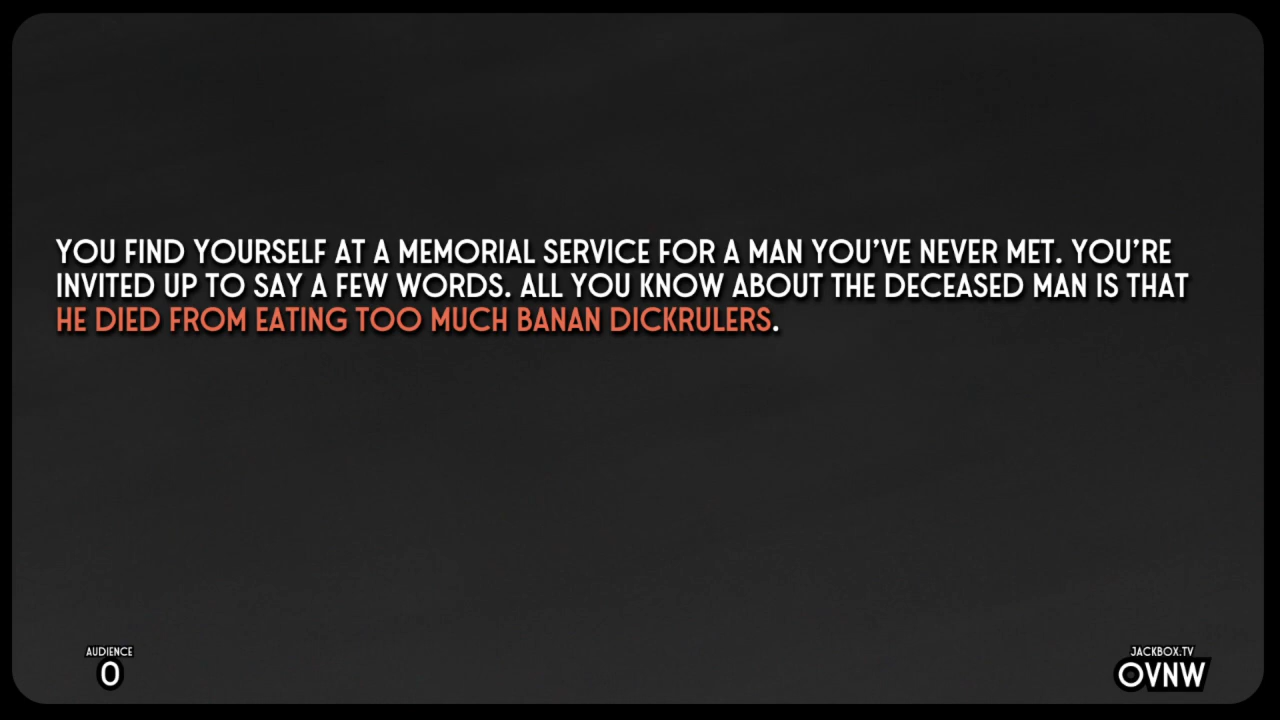 YOU FIND YOURSELF AT A MEMORIAL SERVICE FOR A MAN YOU'VE NEVER MET. YOU'RE
INVITED UP TO SAY A FEW WORDS. ALL YOU KNOW ABOUT THE DECEASED MAN IS THAT
HE DIED FROM EATING TOO MUCH BANAN DICKRULERS.
AUDIENCE
0
JACKBOX.TV
OVNW